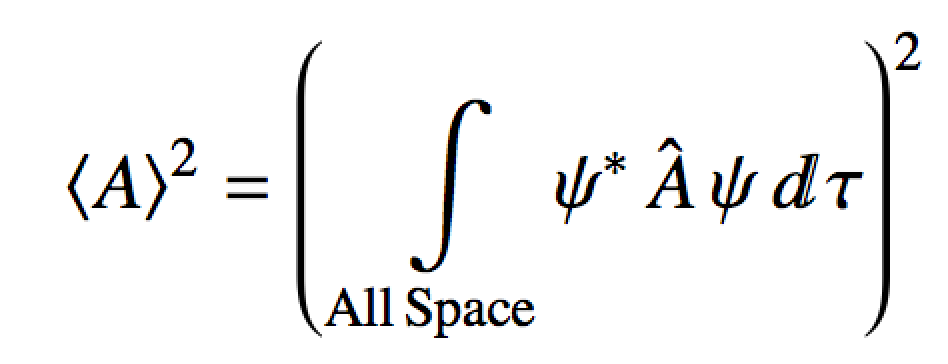 ⟨A⟩² = ( ∫ ψ* Â ψ ⅆτ )²
All Space